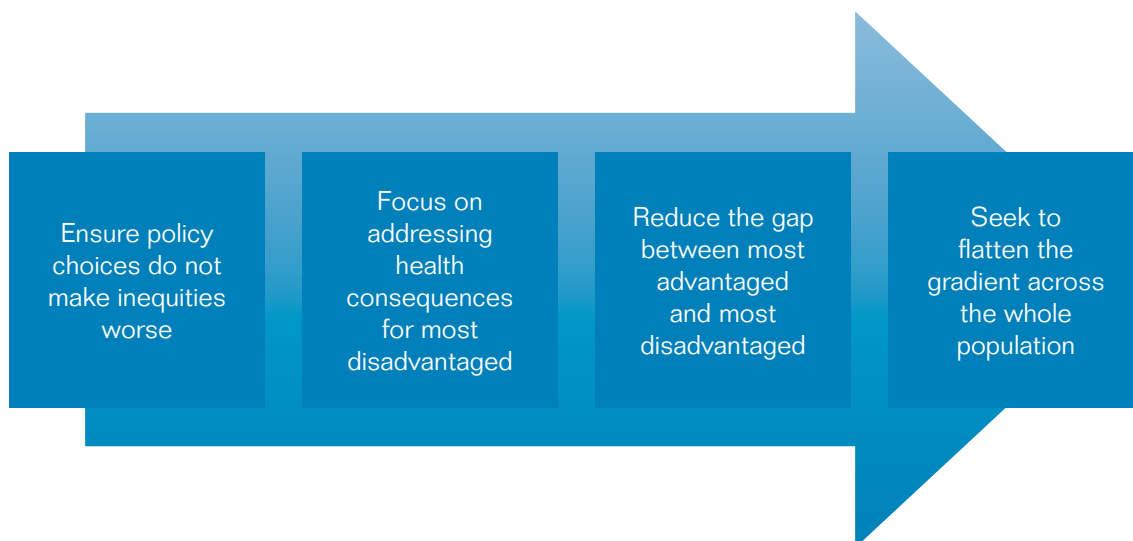 Ensure policy
choices do not
make inequities
worse
Focus on
addressing
health
consequences
for most
disadvantaged
Reduce the gap
between most
advantaged
and most
disadvantaged
Seek to
flatten the
gradient across
the whole
population